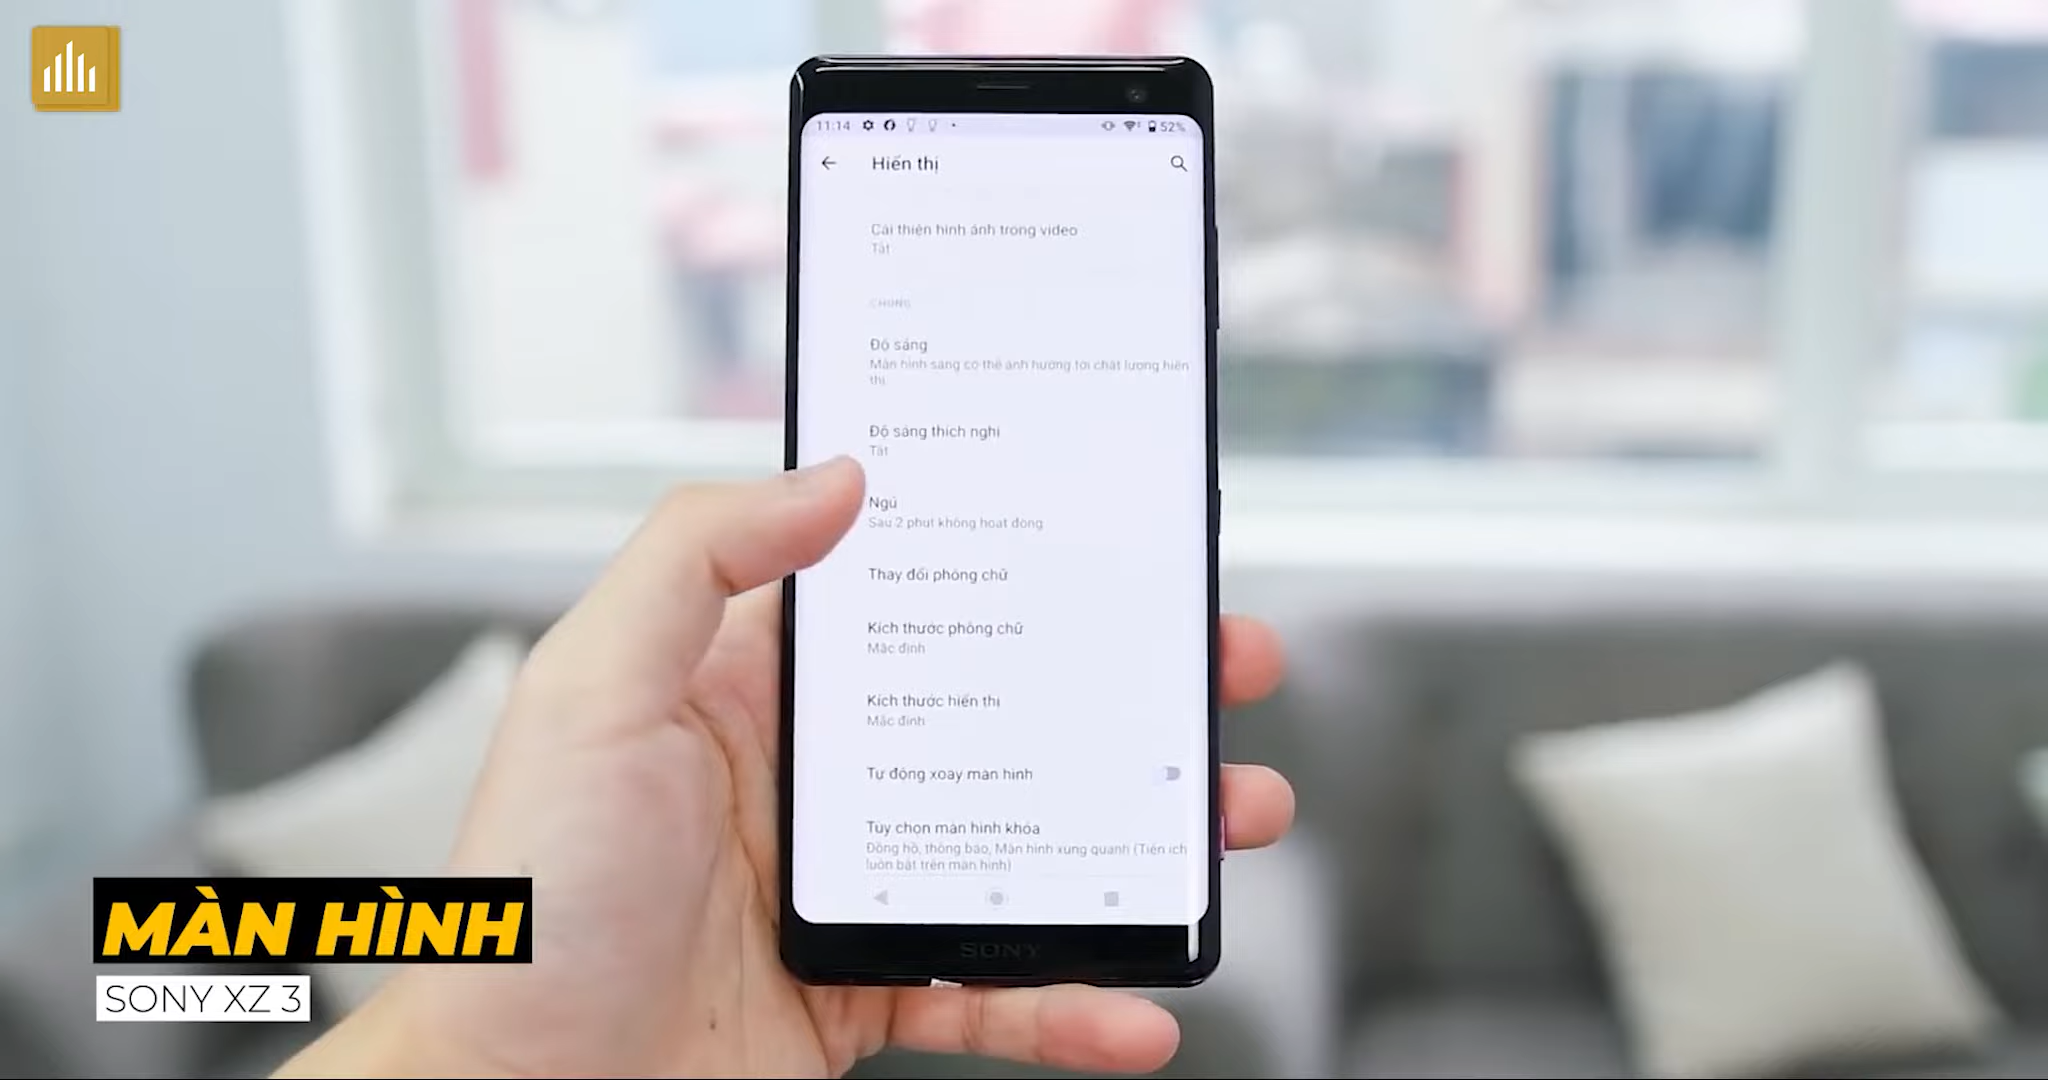 11:14
52%
Hiển thị
Cải thiện hình ảnh trong video
Tắt
CHUNG
Độ sáng
Màn hình sáng có thể ảnh hưởng tới chất lượng hiển
thị
Độ sáng thích nghi
Tắt
Ngủ
Sau 2 phút không hoạt động
Thay đổi phông chữ
Kích thước phông chữ
Mặc định
Kích thước hiển thị
Mặc định
Tự động xoay màn hình
Tùy chọn màn hình khóa
Đồng hồ, thông báo, Màn hình xung quanh (Tiện ích
luôn bật trên màn hình)
SONY
MÀN HÌNH
SONY XZ 3